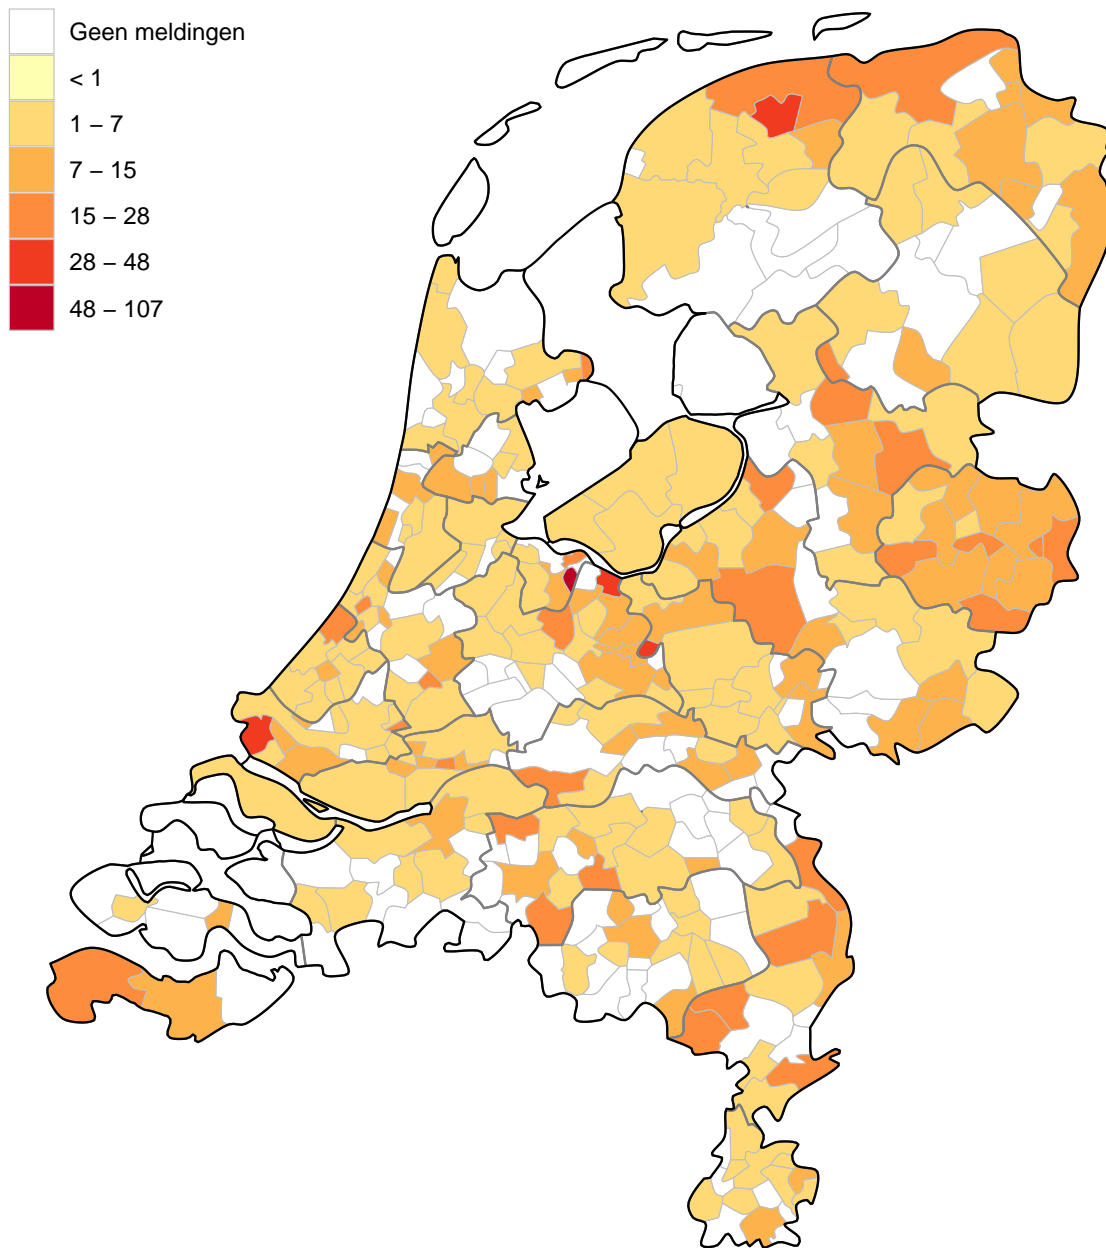 Geen meldingen
< 1
1 – 7
7 – 15
15 – 28
28 – 48
48 – 107